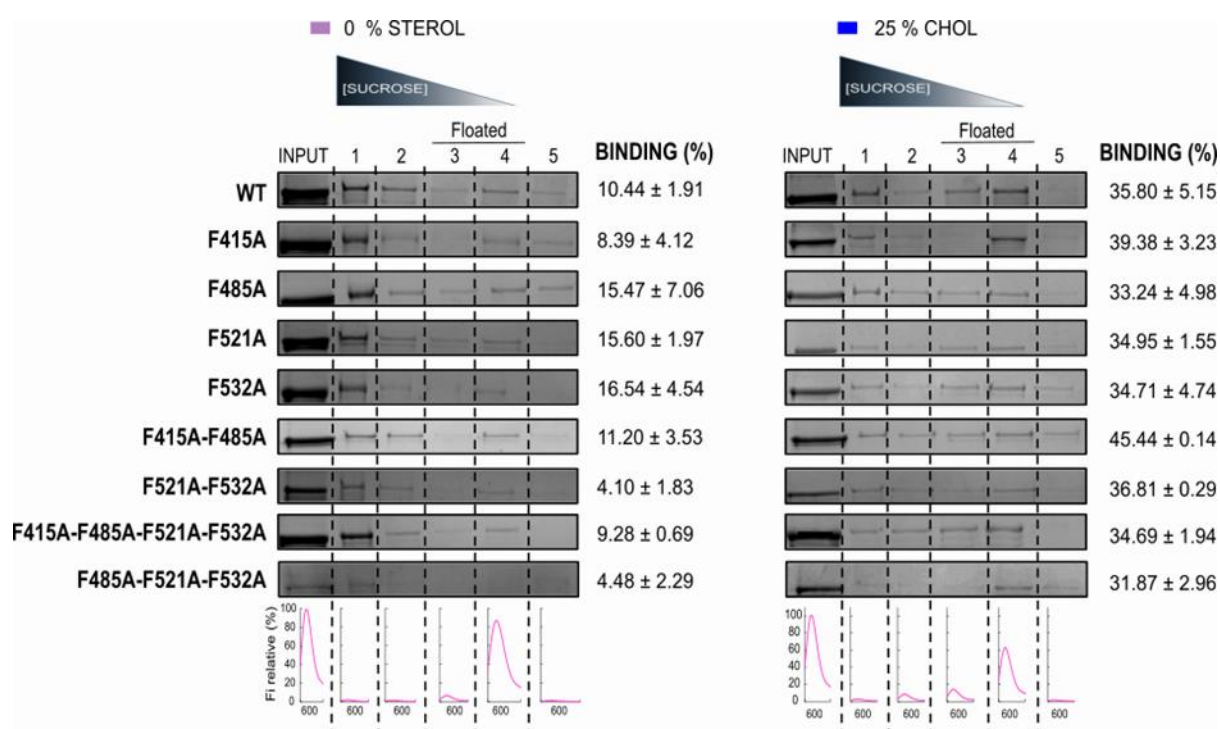 0 % STEROL 25 % CHOL
[SUCROSE] [SUCROSE]
Floated Floated
INPUT 1 2 3 4 5 BINDING (%) INPUT 1 2 3 4 5 BINDING (%)
WT 10.44 ± 1.91 35.80 ± 5.15
F415A 8.39 ± 4.12 39.38 ± 3.23
F485A 15.47 ± 7.06 33.24 ± 4.98
F521A 15.60 ± 1.97 34.95 ± 1.55
F532A 16.54 ± 4.54 34.71 ± 4.74
F415A-F485A 11.20 ± 3.53 45.44 ± 0.14
F521A-F532A 4.10 ± 1.83 36.81 ± 0.29
F415A-F485A-F521A-F532A 9.28 ± 0.69 34.69 ± 1.94
F485A-F521A-F532A 4.48 ± 2.29 31.87 ± 2.96
Fi relative (%)
100 100
80 80
60 60
40 40
20 20
0 0
600 600 600 600 600 600 600 600 600 600 600 600